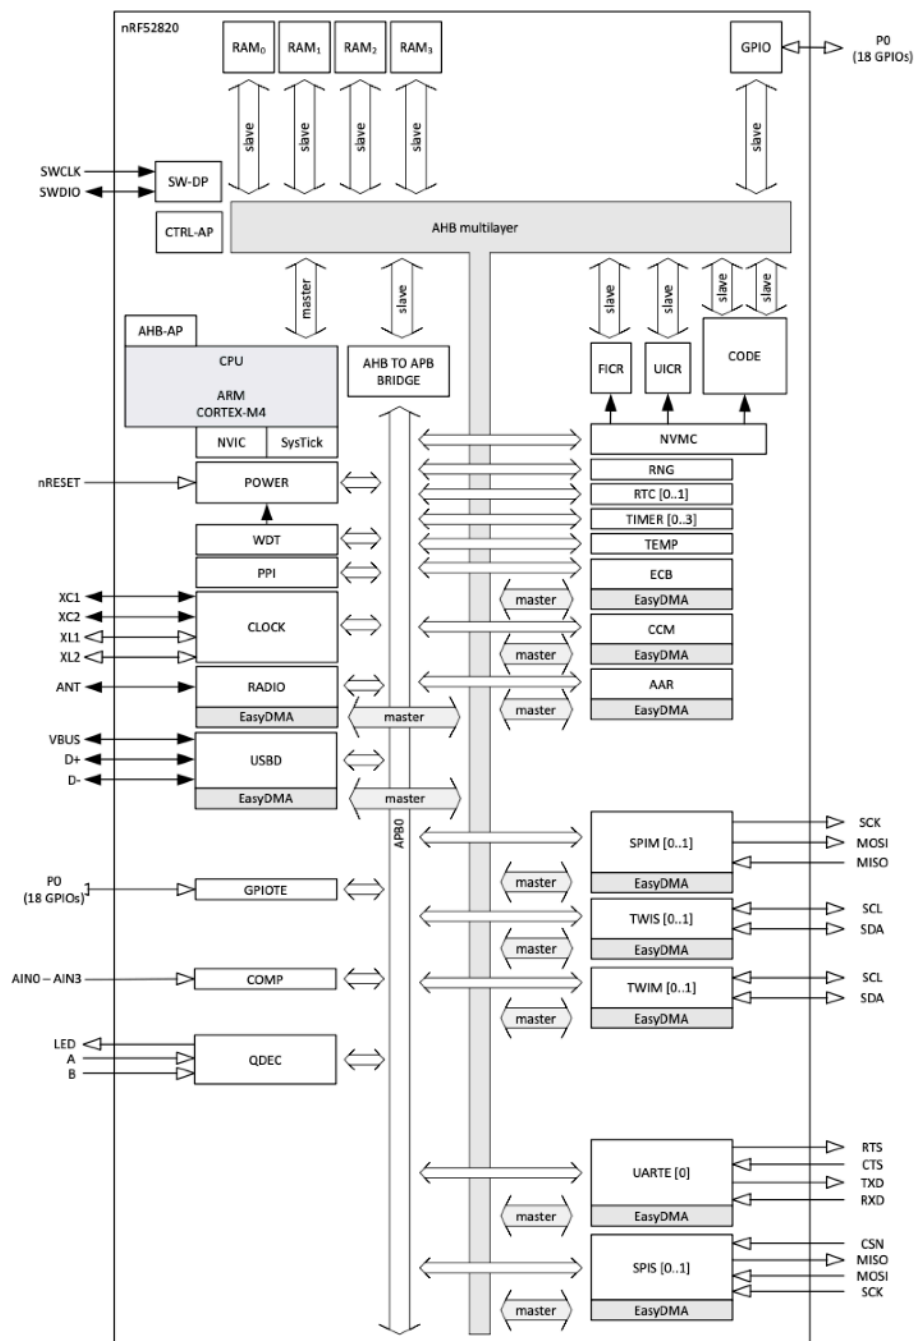 nRF52820
RAM₀
RAM₁
RAM₂
RAM₃
GPIO
P0
(18 GPIOs)
slave
slave
slave
slave
slave
SWCLK
SWDIO
SW-DP
CTRL-AP
AHB multilayer
master
slave
slave
slave
slave
slave
AHB-AP
CPU
ARM
CORTEX-M4
NVIC
SysTick
AHB TO APB
BRIDGE
FICR
UICR
CODE
NVMC
nRESET
POWER
RNG
RTC [0..1]
TIMER [0..3]
WDT
TEMP
PPI
ECB
master
EasyDMA
XC1
XC2
XL1
XL2
CLOCK
CCM
master
EasyDMA
ANT
RADIO
EasyDMA
master
AAR
master
EasyDMA
VBUS
D+
D-
USBD
EasyDMA
master
APB0
SPIM [0..1]
master
EasyDMA
SCK
MOSI
MISO
P0
(18 GPIOs)
GPIOTE
TWIS [0..1]
master
EasyDMA
SCL
SDA
AIN0 – AIN3
COMP
TWIM [0..1]
master
EasyDMA
SCL
SDA
LED
A
B
QDEC
UARTE [0]
master
EasyDMA
RTS
CTS
TXD
RXD
SPIS [0..1]
master
EasyDMA
CSN
MISO
MOSI
SCK